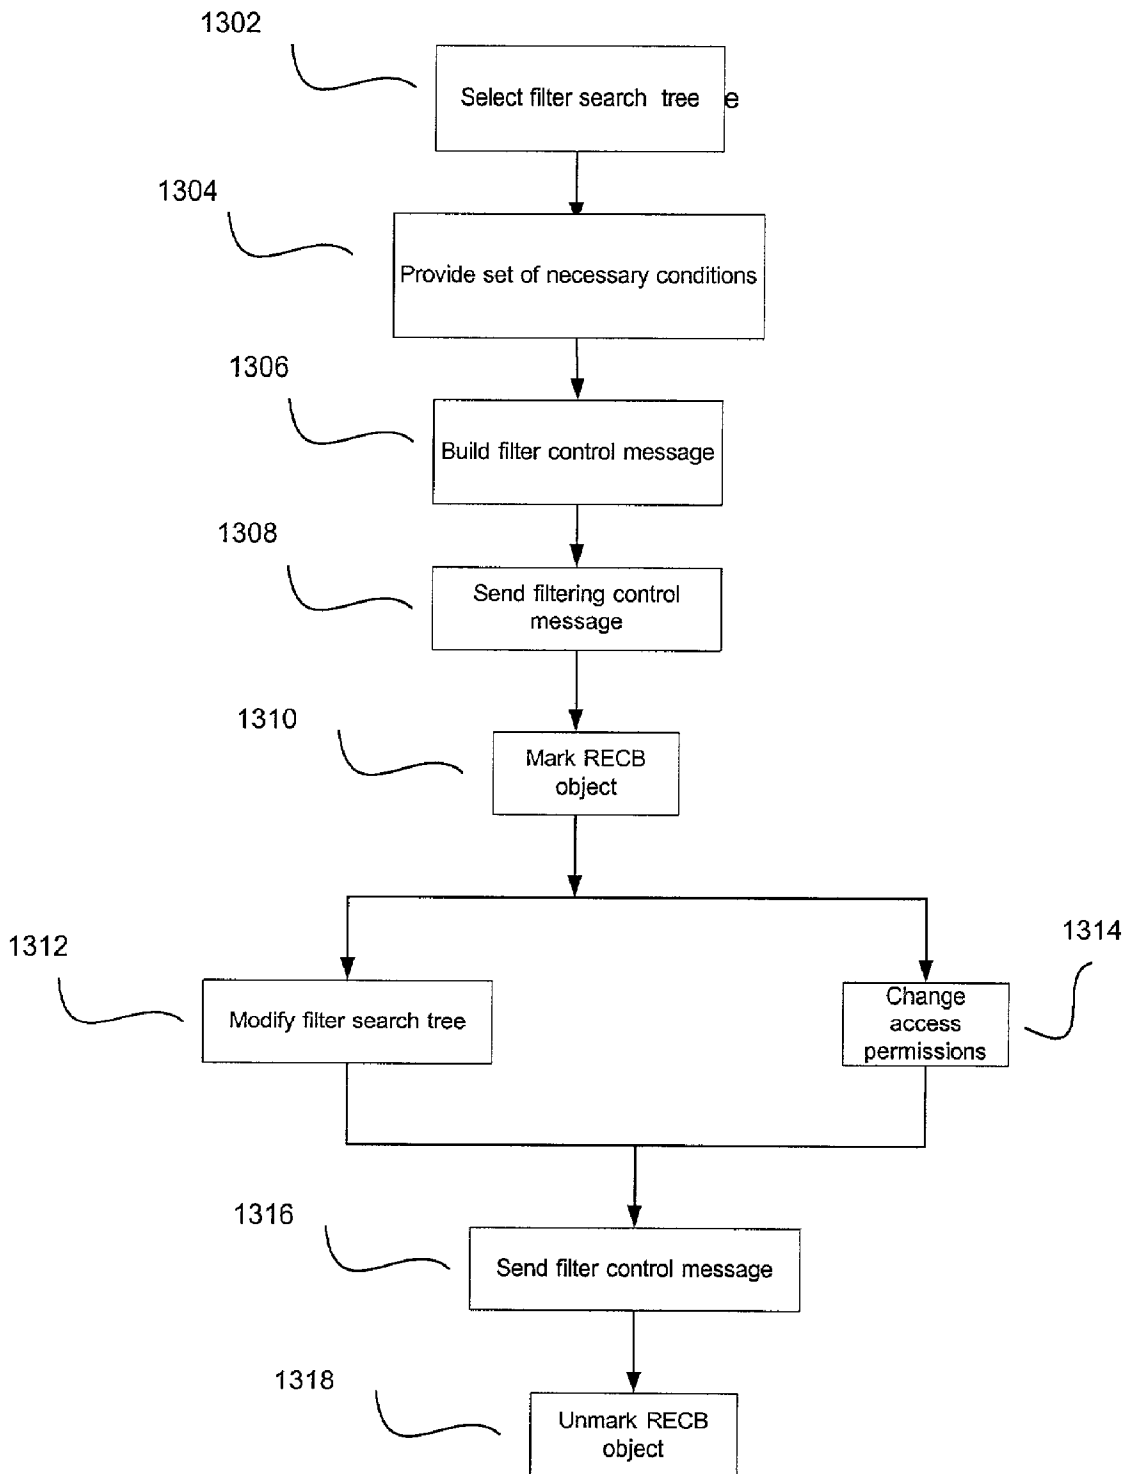 1302
Select filter search tree e
1304
Provide set of necessary conditions
1306
Build filter control message
1308
Send filtering control
message
1310
Mark RECB
object
1312
Modify filter search tree
1314
Change
access
permissions
1316
Send filter control message
1318
Unmark RECB
object